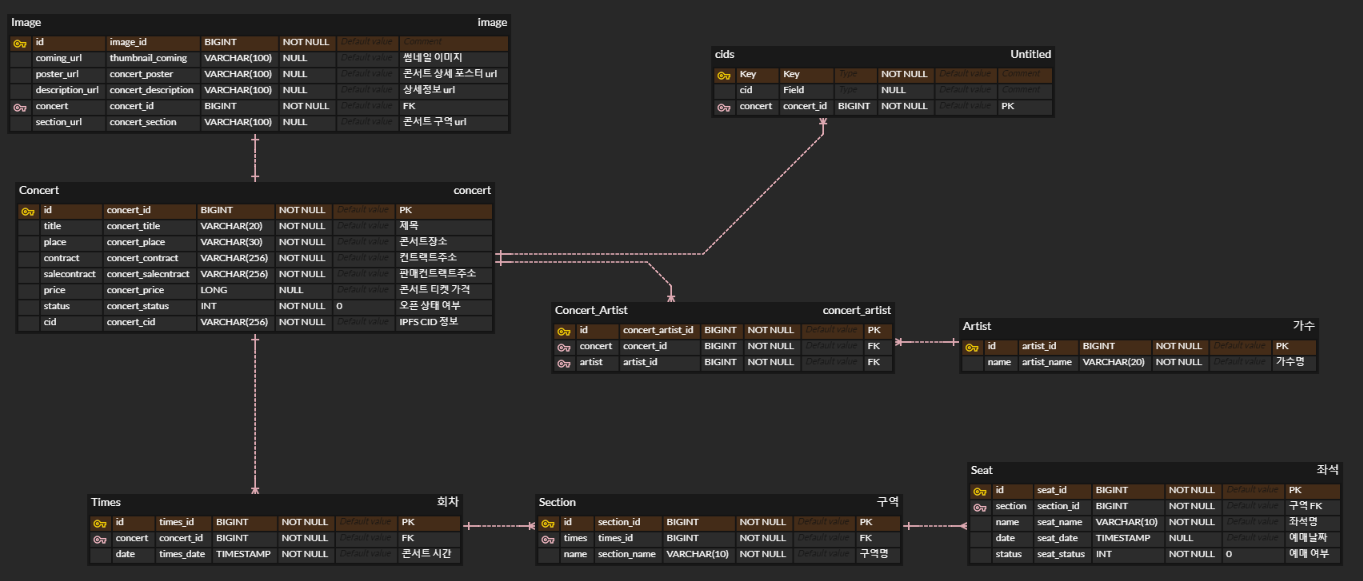 Image image
id image_id BIGINT NOT NULL Default value Comment
coming_url thumbnail_coming VARCHAR(100) NULL Default value 썸네일 이미지
poster_url concert_poster VARCHAR(100) NULL Default value 콘서트 상세 포스터 url
description_url concert_description VARCHAR(100) NULL Default value 상세정보 url
concert concert_id BIGINT NOT NULL Default value FK
section_url concert_section VARCHAR(100) NULL Default value 콘서트 구역 url
cids Untitled
Key Key Type NOT NULL Default value Comment
cid Field Type NULL Default value Comment
concert concert_id BIGINT NOT NULL Default value PK
Concert concert
id concert_id BIGINT NOT NULL Default value PK
title concert_title VARCHAR(20) NOT NULL Default value 제목
place concert_place VARCHAR(30) NOT NULL Default value 콘서트장소
contract concert_contract VARCHAR(256) NOT NULL Default value 컨트랙트주소
salecontract concert_salecntract VARCHAR(256) NOT NULL Default value 판매컨트랙트주소
price concert_price LONG NULL Default value 콘서트 티켓 가격
status concert_status INT NOT NULL 0 오픈 상태 여부
cid concert_cid VARCHAR(256) NOT NULL Default value IPFS CID 정보
Concert_Artist concert_artist
id concert_artist_id BIGINT NOT NULL Default value PK
concert concert_id BIGINT NOT NULL Default value FK
artist artist_id BIGINT NOT NULL Default value FK
Artist 가수
id artist_id BIGINT NOT NULL Default value PK
name artist_name VARCHAR(20) NOT NULL Default value 가수명
Times 회차
id times_id BIGINT NOT NULL Default value PK
concert concert_id BIGINT NOT NULL Default value FK
date times_date TIMESTAMP NOT NULL Default value 콘서트 시간
Section 구역
id section_id BIGINT NOT NULL Default value PK
times times_id BIGINT NOT NULL Default value FK
name section_name VARCHAR(10) NOT NULL Default value 구역명
Seat 좌석
id seat_id BIGINT NOT NULL Default value PK
section section_id BIGINT NOT NULL Default value 구역 FK
name seat_name VARCHAR(10) NOT NULL Default value 좌석명
date seat_date TIMESTAMP NULL Default value 예매날짜
status seat_status INT NOT NULL 0 예매 여부